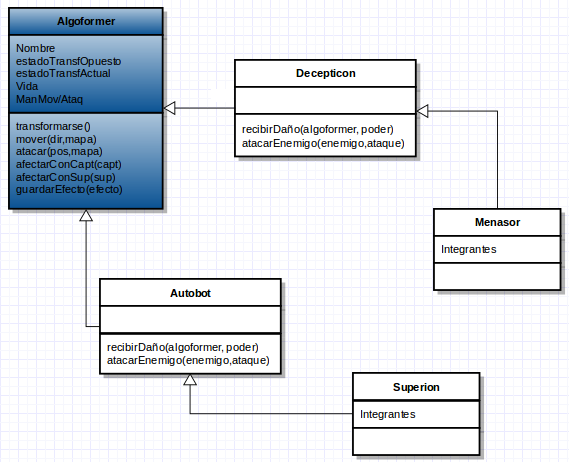 Algoformer
Nombre
estadoTransfOpuesto
estadoTransfActual
Vida
ManMov/Ataq
transformarse()
mover(dir,mapa)
atacar(pos,mapa)
afectarConCapt(capt)
afectarConSup(sup)
guardarEfecto(efecto)
Decepticon
recibirDaño(algoformer, poder)
atacarEnemigo(enemigo,ataque)
Menasor
Integrantes
Autobot
recibirDaño(algoformer, poder)
atacarEnemigo(enemigo,ataque)
Superion
Integrantes